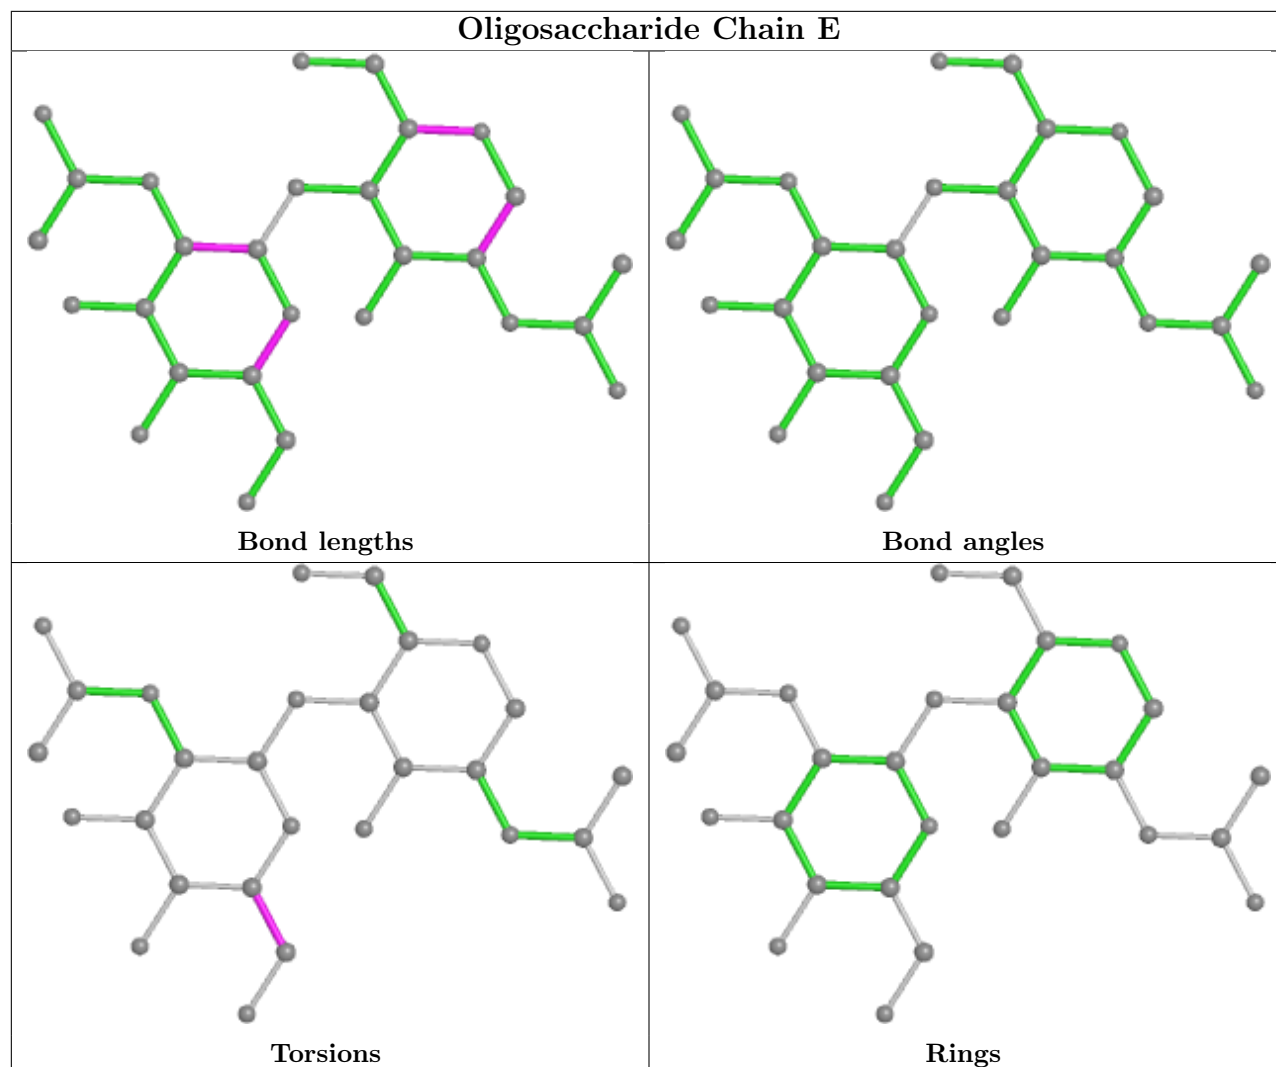 Oligosaccharide Chain E
Bond lengths
Bond angles
Torsions
Rings